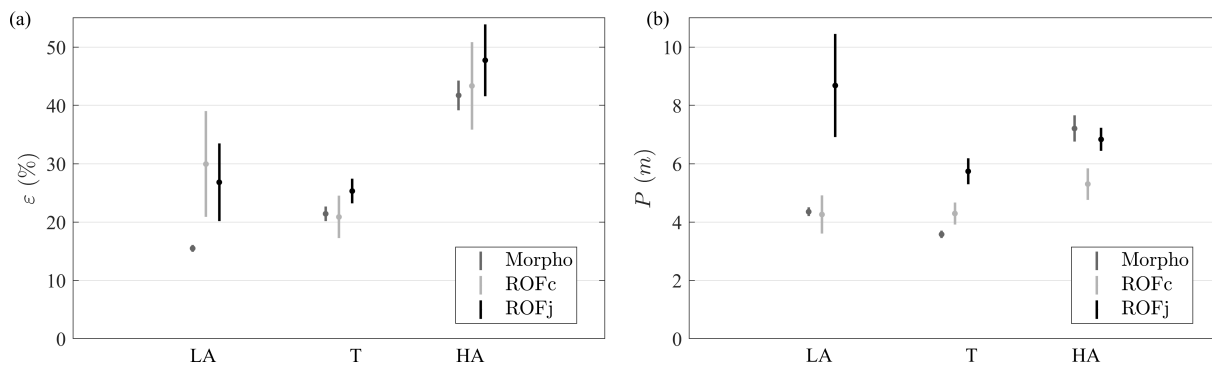 (a)
ε (%)
50
40
30
20
10
0
LA
T
HA
Morpho
ROFc
ROFj
(b)
P (m)
10
8
6
4
2
0
LA
T
HA
Morpho
ROFc
ROFj